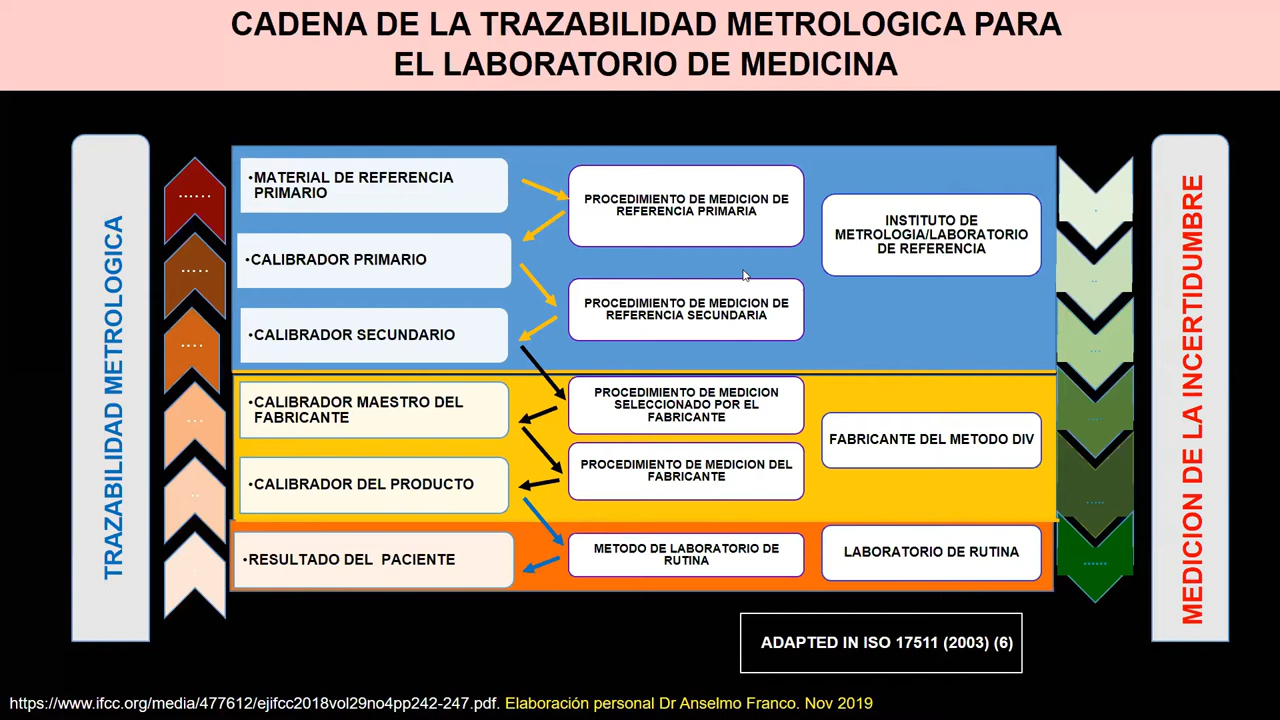 CADENA DE LA TRAZABILIDAD METROLOGICA PARA
EL LABORATORIO DE MEDICINA
TRAZABILIDAD METROLOGICA
•MATERIAL DE REFERENCIA
PRIMARIO
PROCEDIMIENTO DE MEDICION DE
REFERENCIA PRIMARIA
•CALIBRADOR PRIMARIO
INSTITUTO DE
METROLOGIA/LABORATORIO
DE REFERENCIA
PROCEDIMIENTO DE MEDICION DE
REFERENCIA SECUNDARIA
•CALIBRADOR SECUNDARIO
•CALIBRADOR MAESTRO DEL
FABRICANTE
PROCEDIMIENTO DE MEDICION
SELECCIONADO POR EL
FABRICANTE
FABRICANTE DEL METODO DIV
PROCEDIMIENTO DE MEDICION DEL
FABRICANTE
•CALIBRADOR DEL PRODUCTO
•RESULTADO DEL  PACIENTE
METODO DE LABORATORIO DE
RUTINA
LABORATORIO DE RUTINA
MEDICION DE LA INCERTIDUMBRE
ADAPTED IN ISO 17511 (2003) (6)
https://www.ifcc.org/media/477612/ejifcc2018vol29no4pp242-247.pdf. Elaboración personal Dr Anselmo Franco. Nov 2019